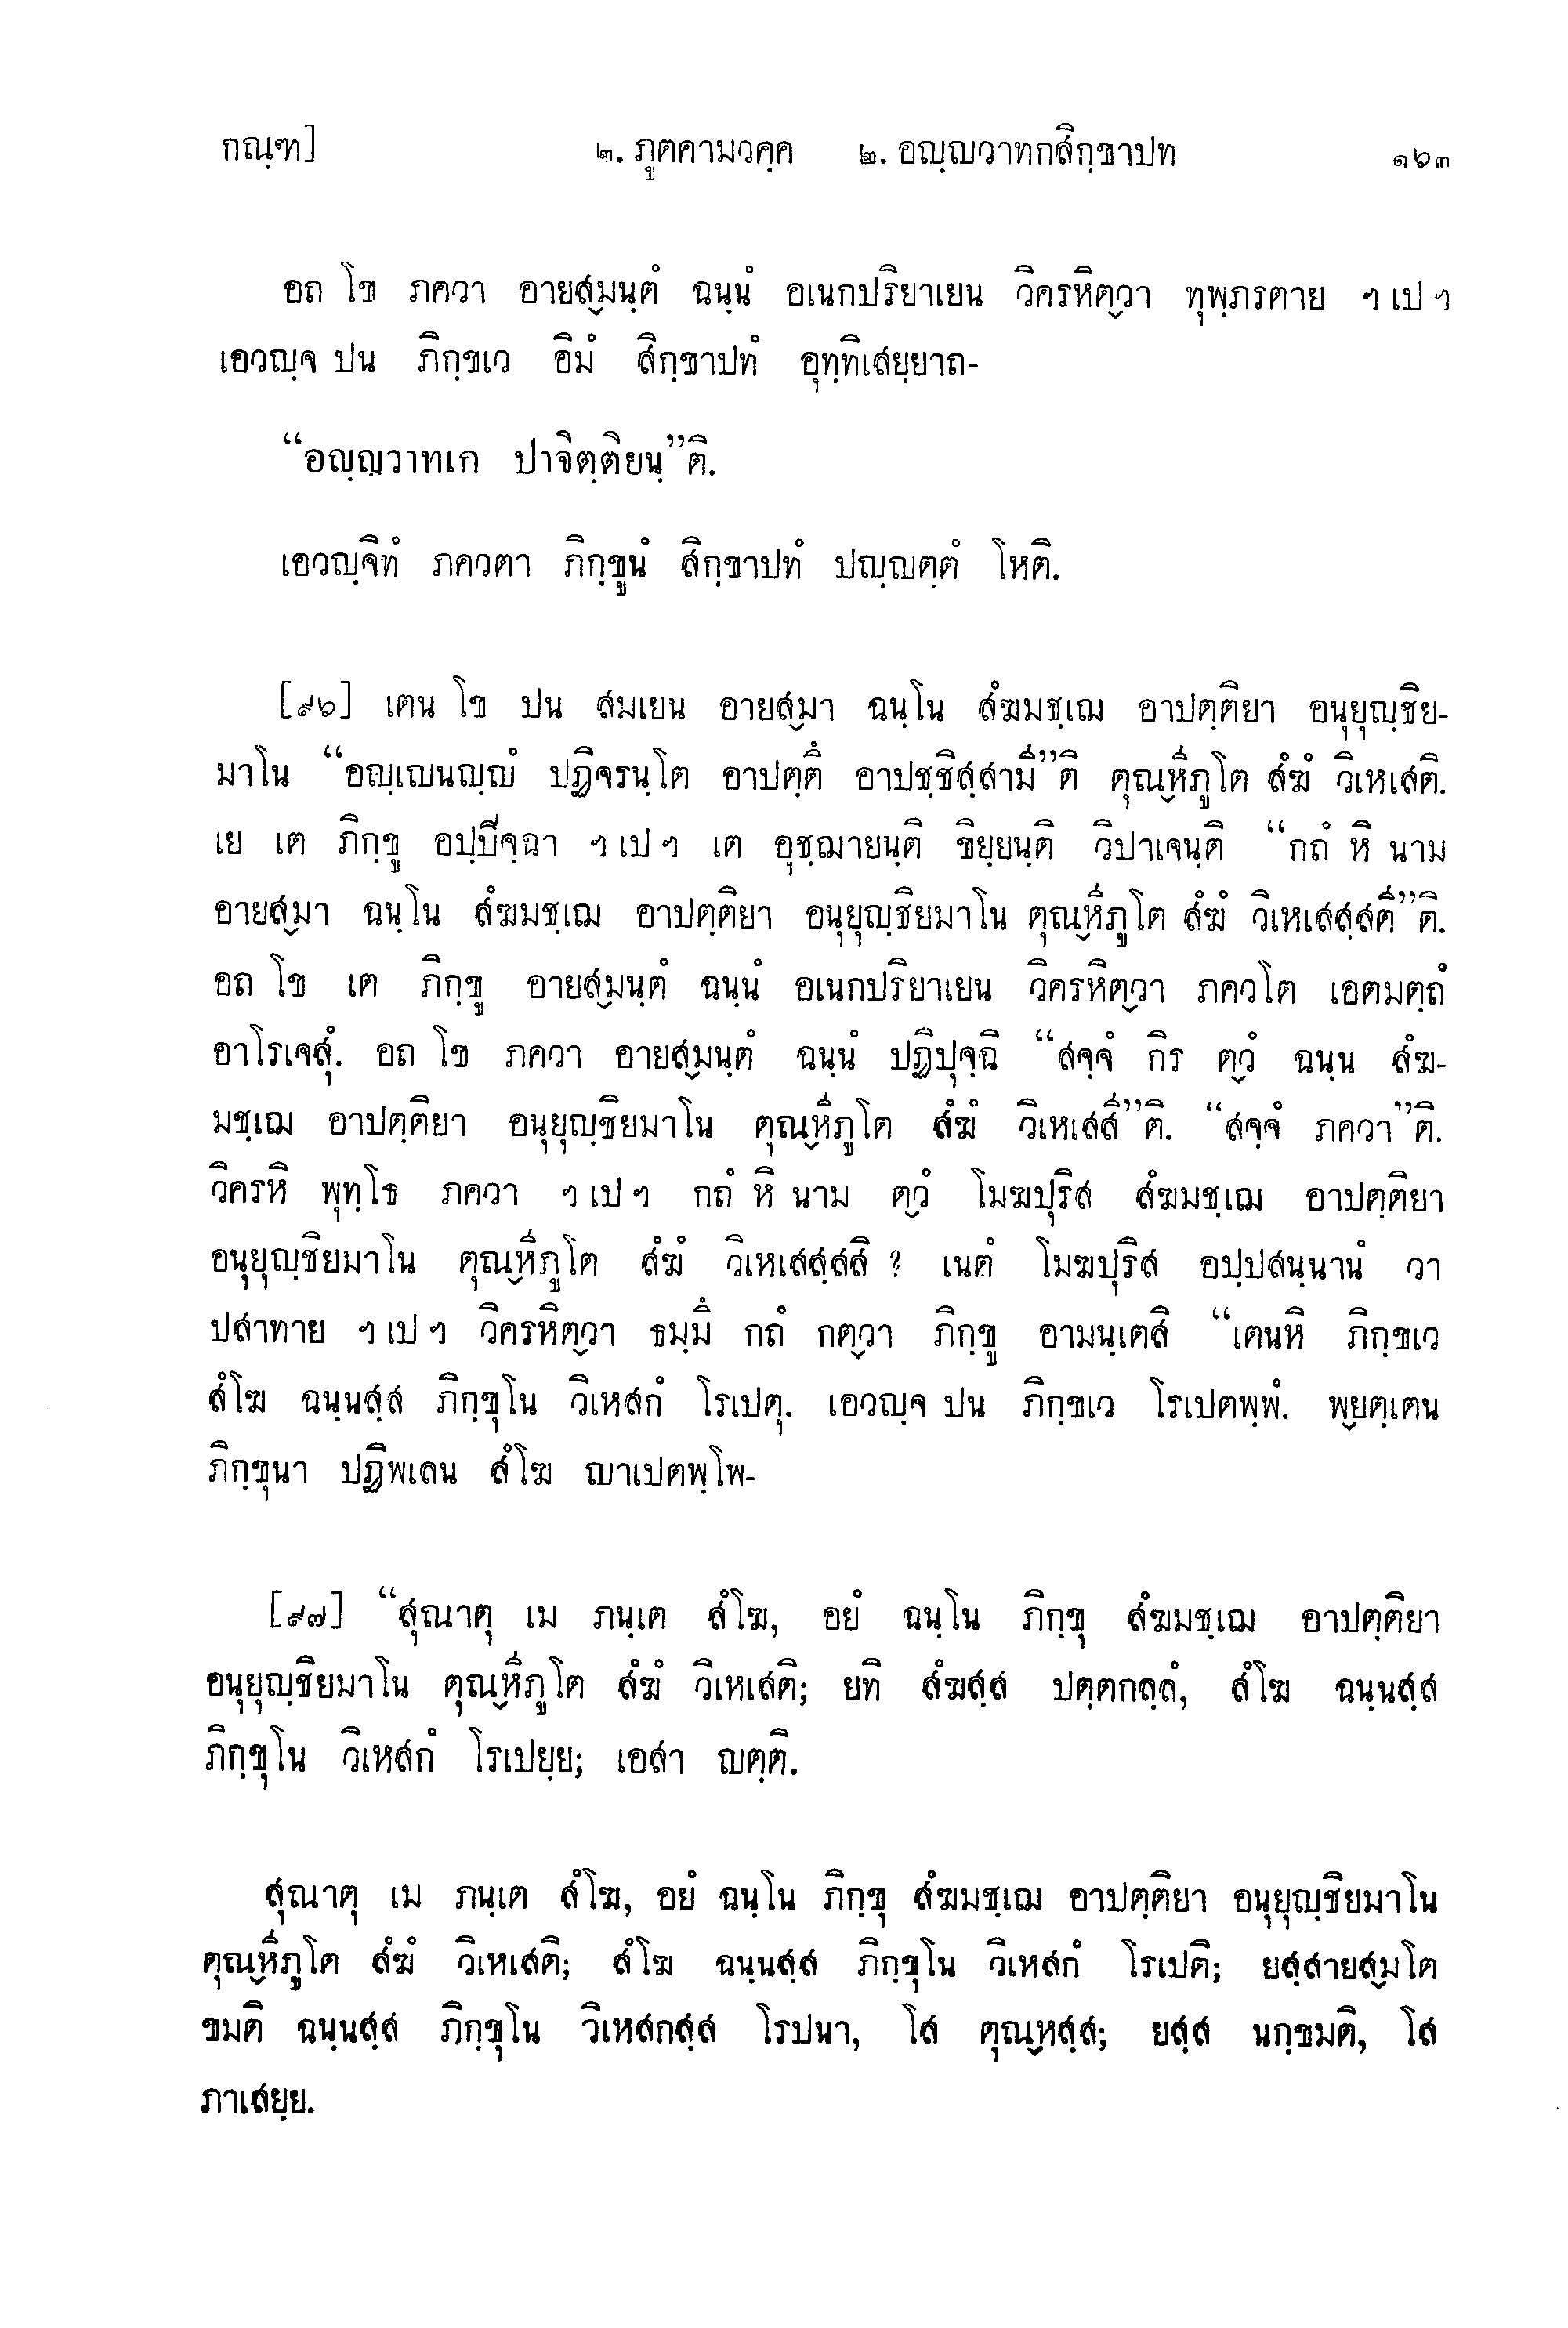 กณฺฑ] ๒. ภูตคามวคฺค ๒. อญฺญวาทกสิกฺขาปท ๑๖๓
อถ โข ภควา อายสฺมนฺตํ ฉนฺนํ อเนกปริยาเยน วิครหิตฺวา ทุพฺภรตาย ฯ เป ฯ
เอวญฺจ ปน ภิกฺขเว อิมํ สิกฺขาปทํ อุทฺทิเสยฺยาถ-
“อญฺญวาทเก ปาจิตฺติยนฺ”ติ.
เอวญฺจิทํ ภควตา ภิกฺขูนํ สิกฺขาปทํ ปญฺญตฺตํ โหติ.
[๙๖] เตน โข ปน สมเยน อายสฺมา ฉนฺโน สํฆมชฺเฌ อาปตฺติยา อนุยุญฺชิย-
มาโน “อญฺเญนญฺญํ ปฏิจรนฺโต อาปตฺตึ อาปชฺชิสฺสามี”ติ ตุณฺหีภูโต สํฆํ วิเหเสติ.
เย เต ภิกฺขู อปฺปิจฺฉา ฯ เป ฯ เต อุชฺฌายนฺติ ขิยฺยนฺติ วิปาเจนฺติ “กถํ หิ นาม
อายสฺมา ฉนฺโน สํฆมชฺเฌ อาปตฺติยา อนุยุญฺชิยมาโน ตุณฺหีภูโต สํฆํ วิเหเสสฺสตี”ติ.
อถ โข เต ภิกฺขู อายสฺมนฺตํ ฉนฺนํ อเนกปริยาเยน วิครหิตฺวา ภควโต เอตมตฺถํ
อาโรเจสุํ. อถ โข ภควา อายสฺมนฺตํ ฉนฺนํ ปฏิปุจฺฉิ “สจฺจํ กิร ตฺวํ ฉนฺน สํฆ-
มชฺเฌ อาปตฺติยา อนุยุญฺชิยมาโน ตุณฺหีภูโต สํฆํ วิเหเสสี”ติ. “สจฺจํ ภควา”ติ.
วิครหิ พุทฺโธ ภควา ฯ เป ฯ กถํ หิ นาม ตฺวํ โมฆปุริส สํฆมชฺเฌ อาปตฺติยา
อนุยุญฺชิยมาโน ตุณฺหีภูโต สํฆํ วิเหเสสฺสสิ ? เนตํ โมฆปุริส อปฺปสนฺนานํ วา
ปสาทาย ฯ เป ฯ วิครหิตฺวา ธมฺมึ กถํ กตฺวา ภิกฺขู อามนฺเตสิ “เตนหิ ภิกฺขเว
สํโฆ ฉนฺนสฺส ภิกฺขุโน วิเหสกํ โรเปตุ. เอวญฺจ ปน ภิกฺขเว โรเปตพฺพํ. พฺยตฺเตน
ภิกฺขุนา ปฏิพเลน สํโฆ ญาเปตพฺโพ-
[๙๗] “สุณาตุ เม ภนฺเต สํโฆ, อยํ ฉนฺโน ภิกฺขุ สํฆมชฺเฌ อาปตฺติยา
อนุยุญฺชิยมาโน ตุณฺหีภูโต สํฆํ วิเหเสติ; ยทิ สํฆสฺส ปตฺตกลฺลํ, สํโฆ ฉนฺนสฺส
ภิกฺขุโน วิเหสกํ โรเปยฺย; เอสา ญตฺติ.
สุณาตุ เม ภนฺเต สํโฆ, อยํ ฉนฺโน ภิกฺขุ สํฆมชฺเฌ อาปตฺติยา อนุยุญฺชิยมาโน
ตุณฺหีภูโต สํฆํ วิเหเสติ; สํโฆ ฉนฺนสฺส ภิกฺขุโน วิเหสกํ โรเปติ; ยสฺสายสฺมโต
ขมติ ฉนฺนสฺส ภิกฺขุโน วิเหสกสฺส โรปนา, โส ตุณฺหสฺส; ยสฺส นกฺขมติ, โส
ภาเสยฺย.